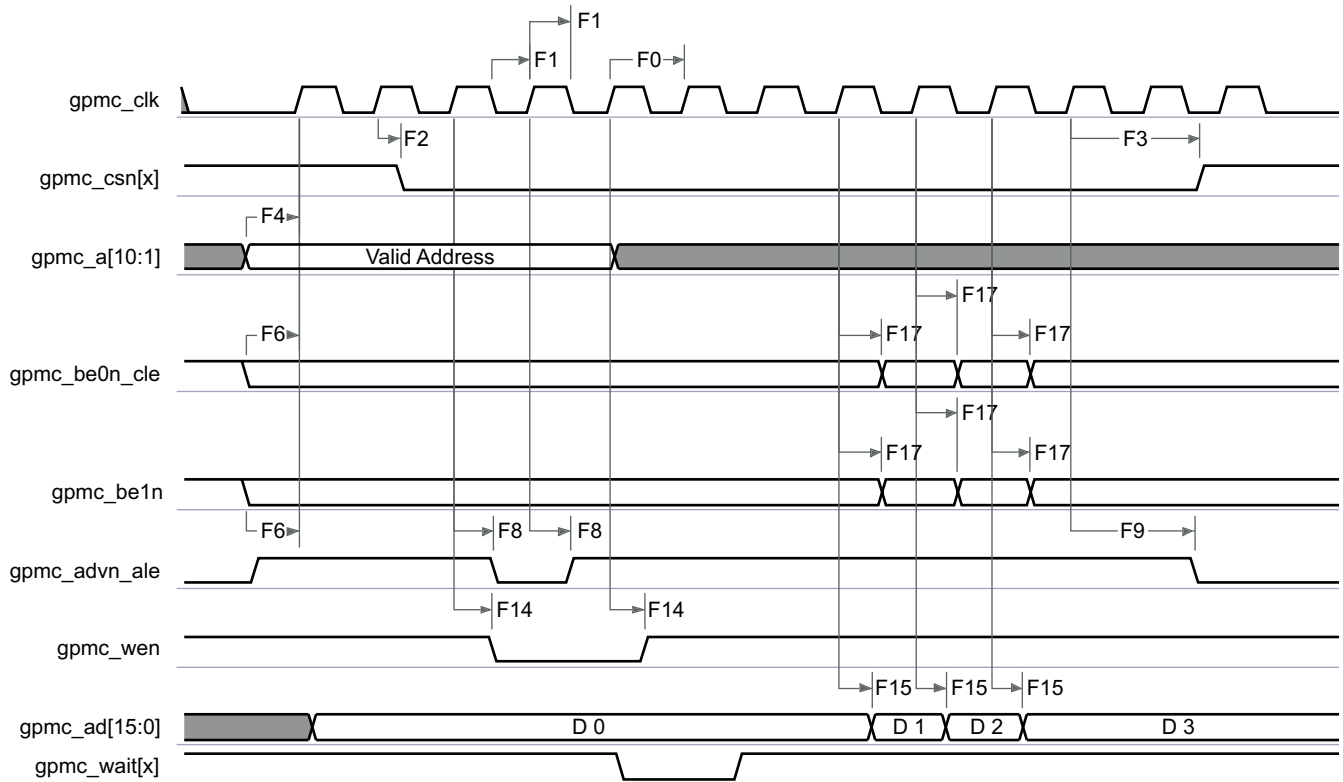 F1
F1
F0
gpmc_clk
F2
F3
gpmc_csn[x]
F4
gpmc_a[10:1]
Valid Address
F17
F6
F17
F17
gpmc_be0n_cle
F17
F17
F17
gpmc_be1n
F6
F8
F8
F9
gpmc_advn_ale
F14
F14
gpmc_wen
F15
F15
F15
gpmc_ad[15:0]
D 0
D 1
D 2
D 3
gpmc_wait[x]